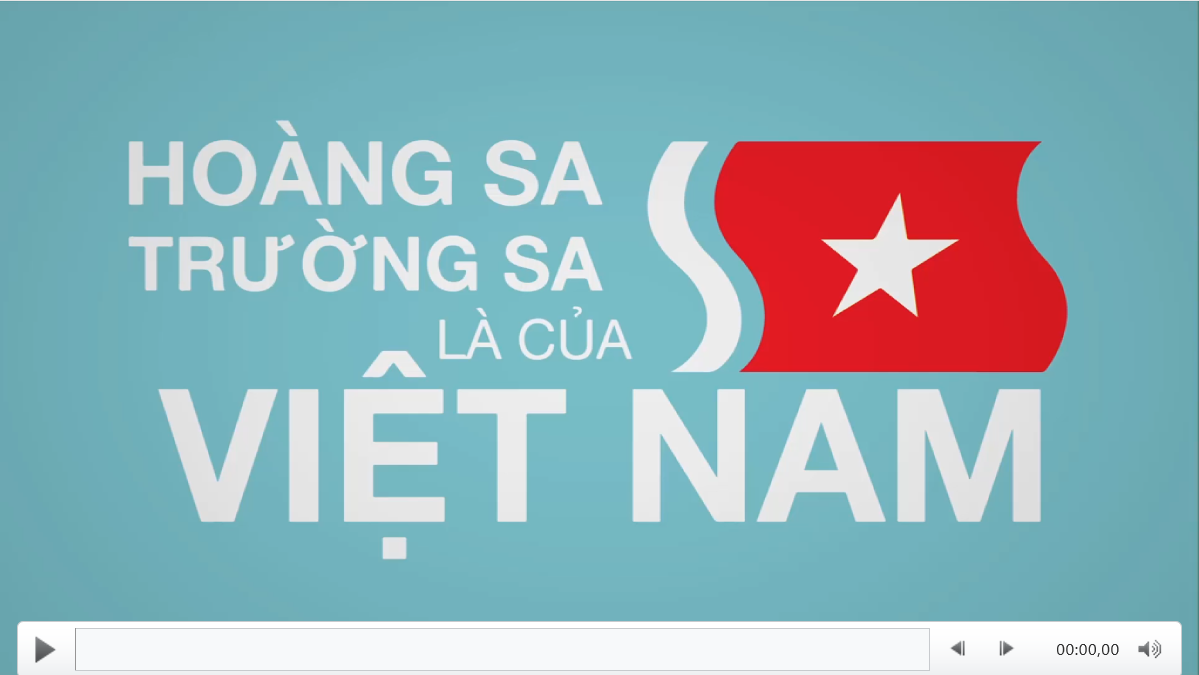 HOÀNG SA
TRƯỜNG SA
LÀ CỦA
VIỆT NAM
00:00,00